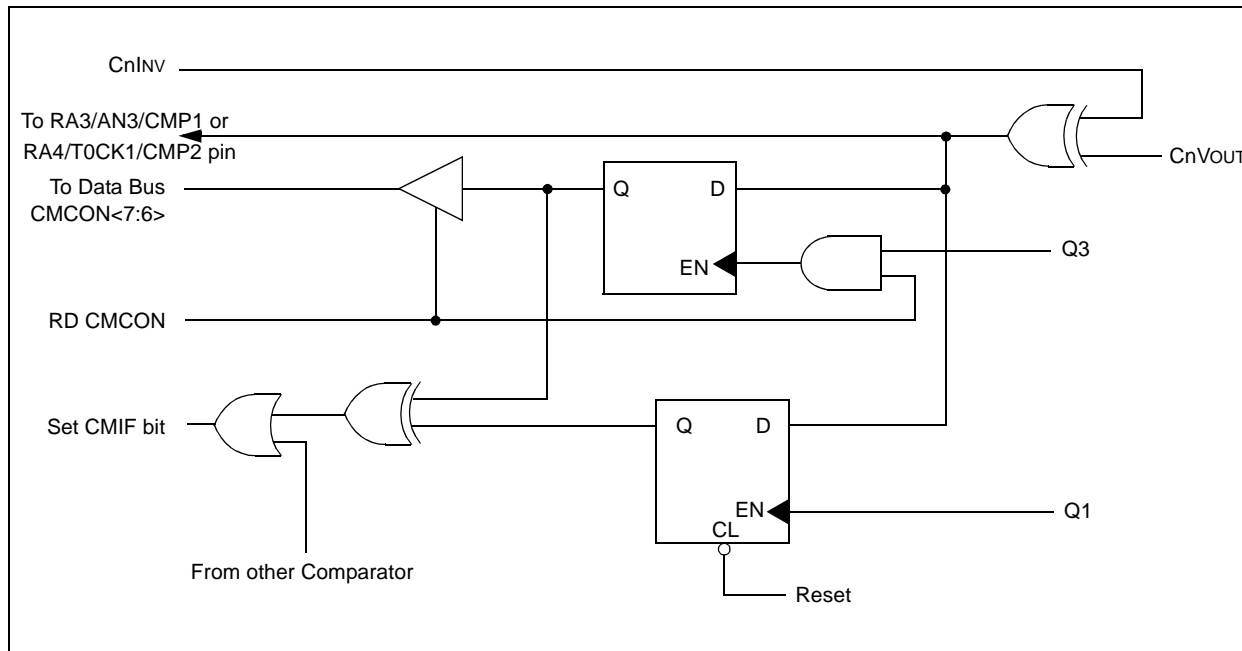 CnINV
To RA3/AN3/CMP1 or
RA4/T0CK1/CMP2 pin
CnVOUT
To Data Bus
CMCON<7:6>
Q D
EN
Q3
RD CMCON
Set CMIF bit
Q D
EN
CL
Q1
From other Comparator
Reset